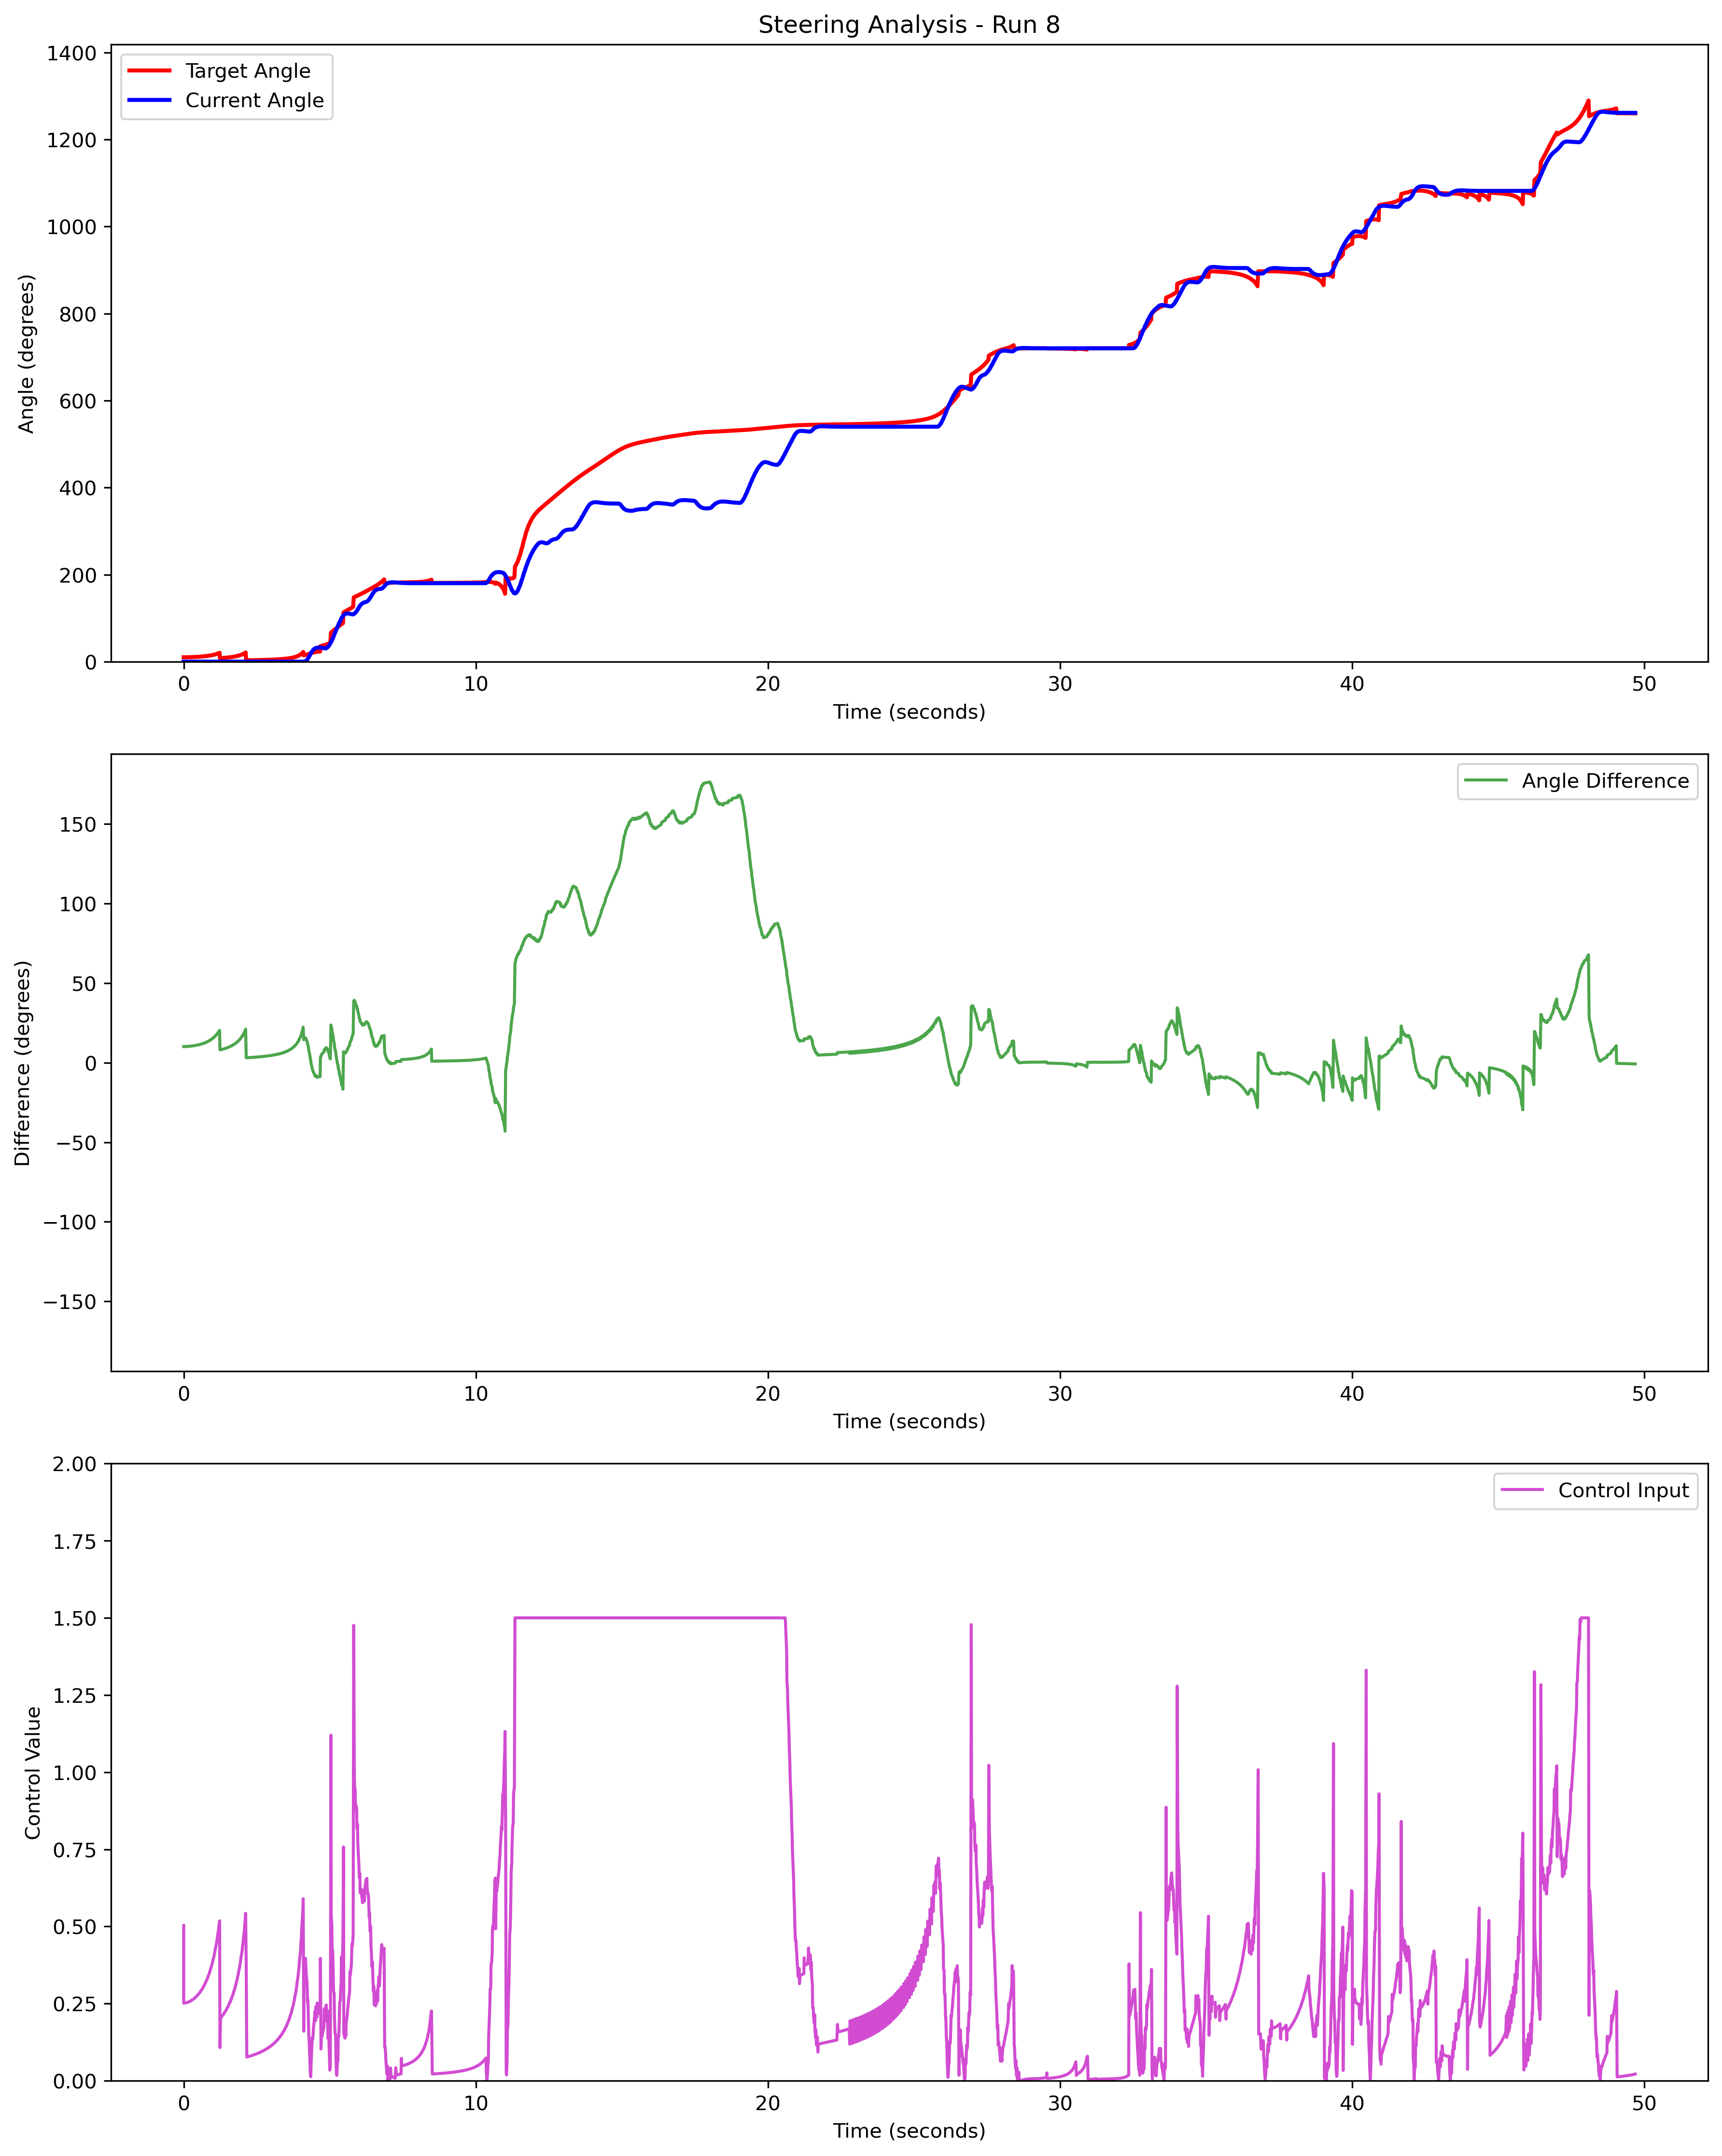 Steering Analysis - Run 8
Target Angle
Current Angle
Angle (degrees)
1400
1200
1000
800
600
400
200
0
0 10 20 30 40 50
Time (seconds)
Angle Difference
Difference (degrees)
150
100
50
0
−50
−100
−150
0 10 20 30 40 50
Time (seconds)
Control Input
Control Value
2.00
1.75
1.50
1.25
1.00
0.75
0.50
0.25
0.00
0 10 20 30 40 50
Time (seconds)